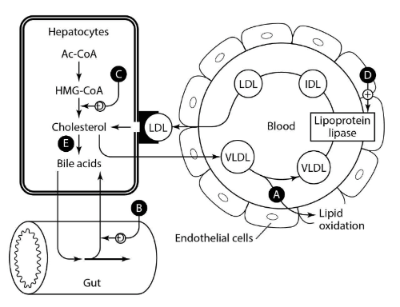 Hepatocytes
Ac-CoA
C
HMG-CoA
Cholesterol
E
Bile acids
LDL
LDL
IDL
Blood
VLDL
VLDL
A
D
+
Lipoprotein
lipase
Lipid
oxidation
Endothelial cells
B
Gut